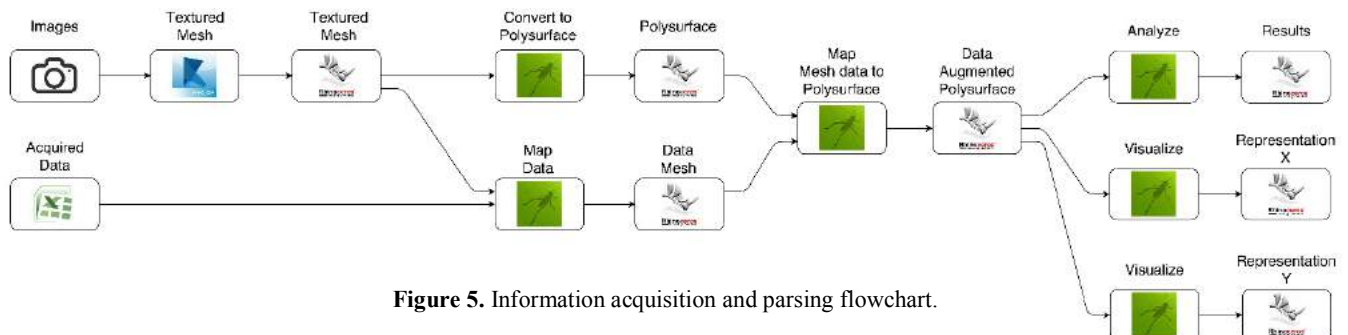 Images
Textured
Mesh
Textured
Mesh
Convert to
Polysurface
Polysurface
Map
Mesh data to
Polysurface
Data
Augmented
Polysurface
Analyze
Results
Acquired
Data
Map
Data
Data
Mesh
Visualize
Representation
X
Visualize
Representation
Y
Figure 5. Information acquisition and parsing flowchart.